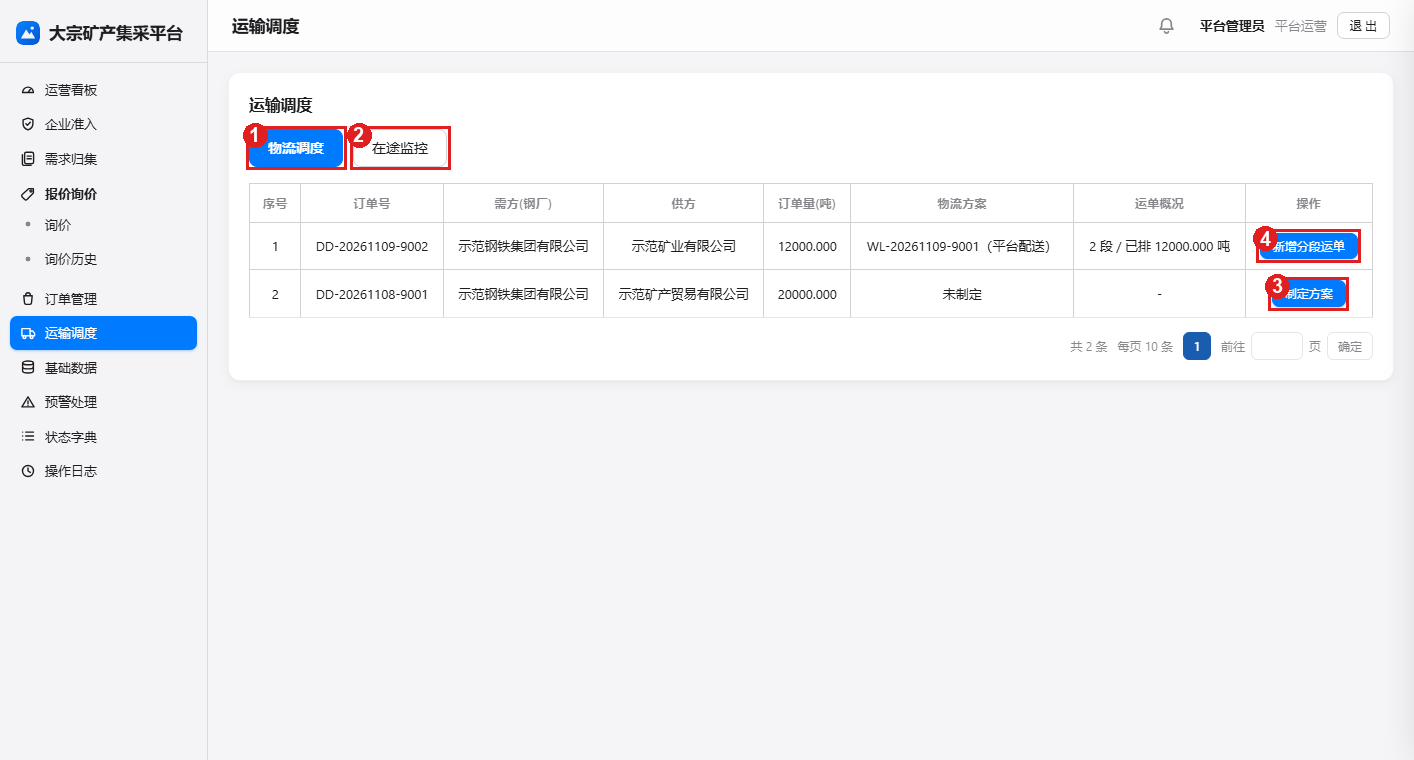 大宗矿产集采平台
运输调度
平台管理员 平台运营 退 出
运营看板
企业准入
需求归集
报价询价
询价
询价历史
订单管理
运输调度
基础数据
预警处理
状态字典
操作日志
运输调度
1 物流调度 2 在途监控
序号 订单号 需方(钢厂) 供方 订单量(吨) 物流方案 运单概况 操作
1 DD-20261109-9002 示范钢铁集团有限公司 示范矿业有限公司 12000.000 WL-20261109-9001（平台配送） 2 段 / 已排 12000.000 吨 4 新增分段运单
2 DD-20261108-9001 示范钢铁集团有限公司 示范矿产贸易有限公司 20000.000 未制定 - 3 制定方案
共 2 条 每页 10 条 1 前往 页 确定